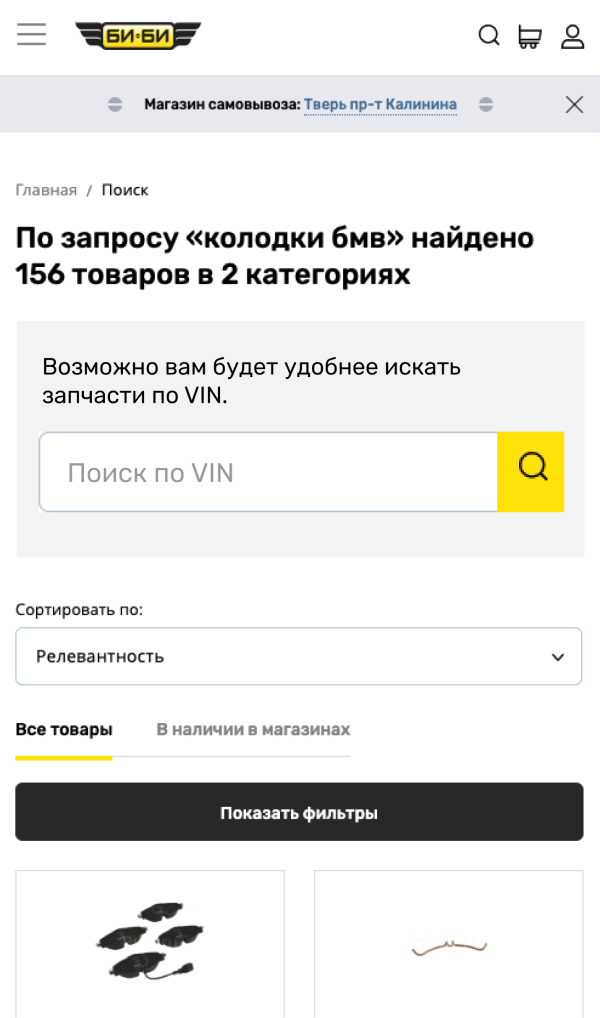 БИ·БИ
Магазин самовывоза: Тверь пр-т Калинина
Главная / Поиск
По запросу «колодки бмв» найдено
156 товаров в 2 категориях
Возможно вам будет удобнее искать
запчасти по VIN.
Поиск по VIN
Сортировать по:
Релевантность
Все товары В наличии в магазинах
Показать фильтры